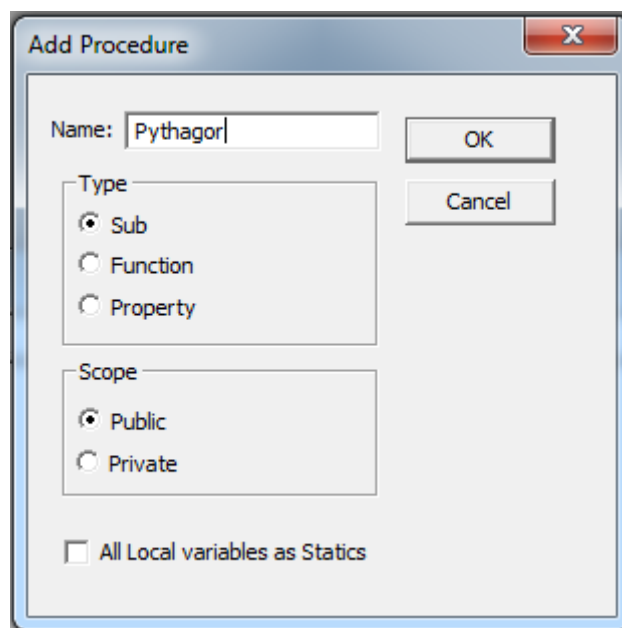 Add Procedure
Name: Pythagor
OK
Type
Cancel
Sub
Function
Property
Scope
Public
Private
All Local variables as Statics